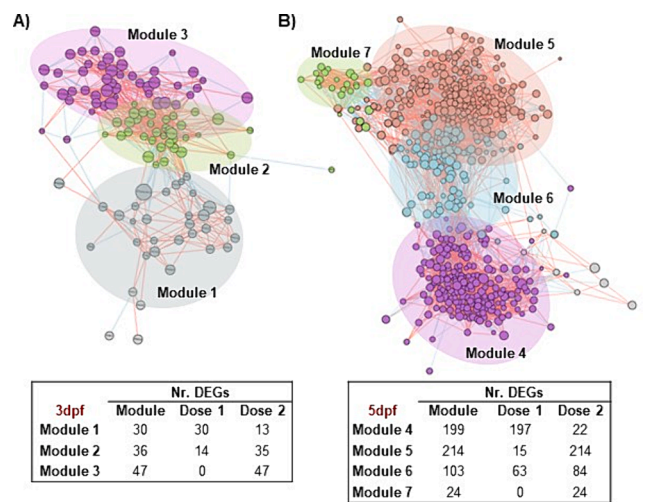 A)
Module 3
Module 2
Module 1
Nr. DEGs
3dpf Module Dose 1 Dose 2
Module 1 30 30 13
Module 2 36 14 35
Module 3 47 0 47
B)
Module 7
Module 5
Module 6
Module 4
Nr. DEGs
5dpf Module Dose 1 Dose 2
Module 4 199 197 22
Module 5 214 15 214
Module 6 103 63 84
Module 7 24 0 24